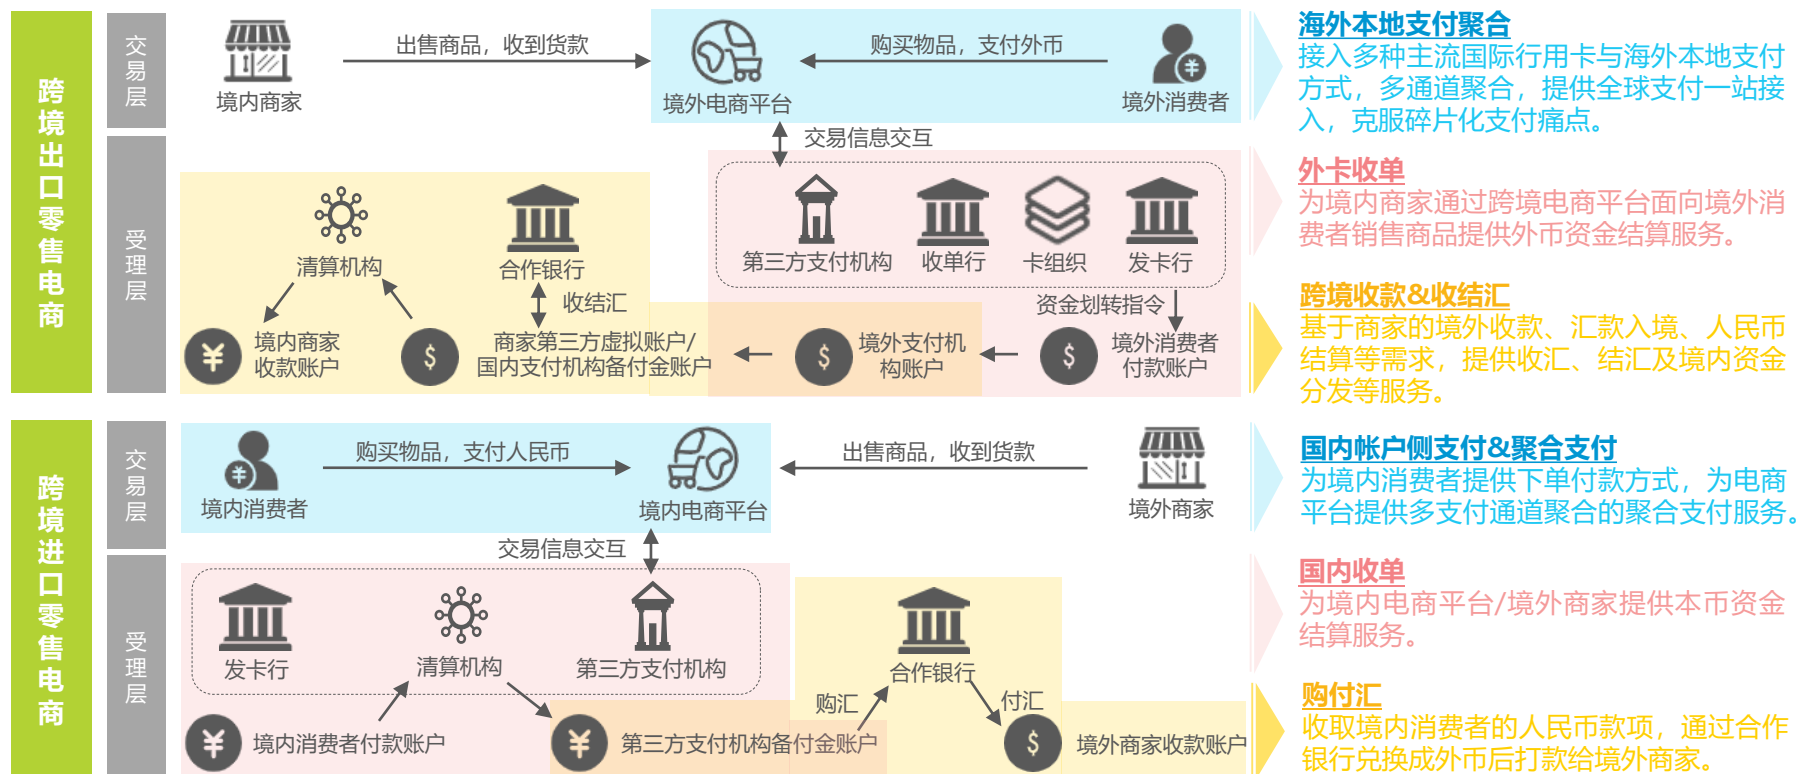 跨境出口零售电商
交易层
境内商家
出售商品，收到货款
境外电商平台
购买物品，支付外币
境外消费者
交易信息交互
受理层
清算机构
合作银行
收结汇
第三方支付机构
收单行
卡组织
发卡行
资金划转指令
境内商家
收款账户
商家第三方虚拟账户/
国内支付机构备付金账户
境外支付机
构账户
境外消费者
付款账户
海外本地支付聚合
接入多种主流国际行用卡与海外本地支付
方式，多通道聚合，提供全球支付一站接
入，克服碎片化支付痛点。
外卡收单
为境内商家通过跨境电商平台面向境外消
费者销售商品提供外币资金结算服务。
跨境收款&收结汇
基于商家的境外收款、汇款入境、人民币
结算等需求，提供收汇、结汇及境内资金
分发等服务。
跨境进口零售电商
交易层
境内消费者
购买物品，支付人民币
境内电商平台
出售商品，收到货款
境外商家
交易信息交互
受理层
发卡行
清算机构
第三方支付机构
合作银行
购汇
付汇
境内消费者付款账户
第三方支付机构备付金账户
境外商家收款账户
国内帐户侧支付&聚合支付
为境内消费者提供下单付款方式，为电商
平台提供多支付通道聚合的聚合支付服务。
国内收单
为境内电商平台/境外商家提供本币资金
结算服务。
购付汇
收取境内消费者的人民币款项，通过合作
银行兑换成外币后打款给境外商家。